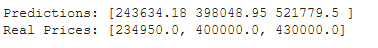 Predictions: [243634.18 398048.95 521779.5 ]
Real Prices: [234950.0, 400000.0, 430000.0]